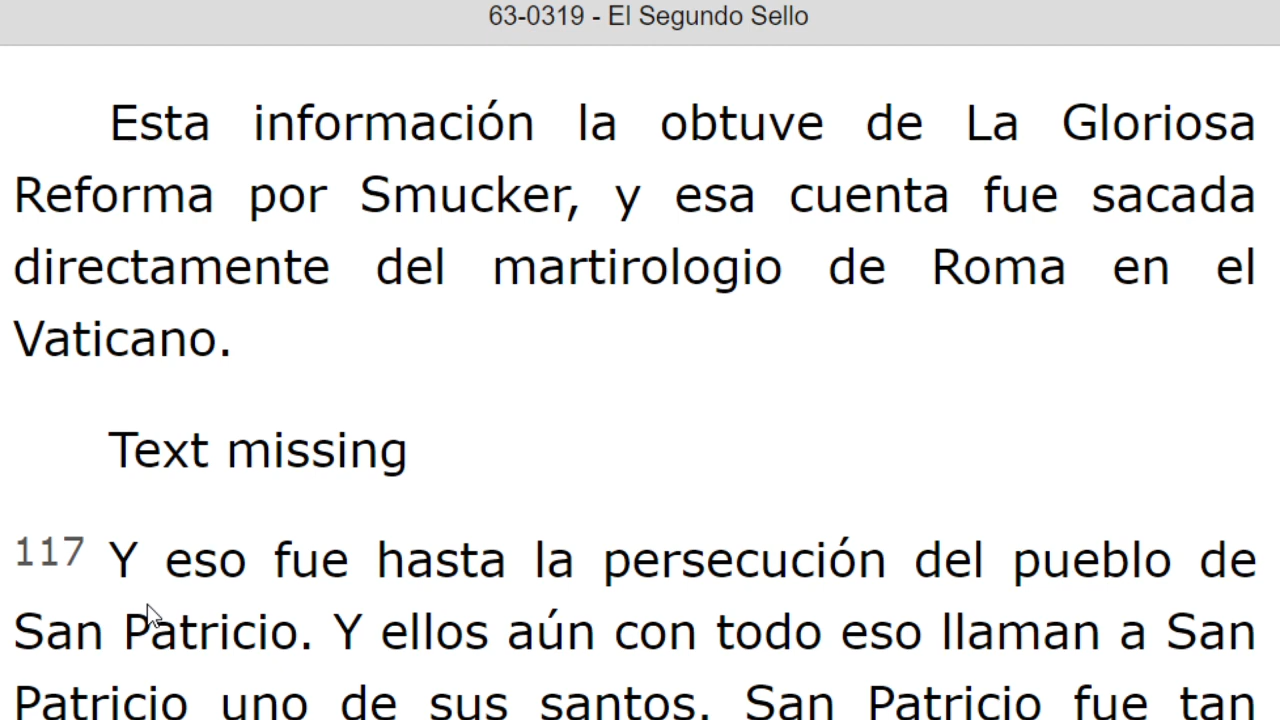 63-0319 - El Segundo Sello
Esta información la obtuve de La Gloriosa
Reforma por Smucker, y esa cuenta fue sacada
directamente del martirologio de Roma en el
Vaticano.
Text missing
117 Y eso fue hasta la persecución del pueblo de
San Patricio. Y ellos aún con todo eso llaman a San
Patricio uno de sus santos. San Patricio fue tan